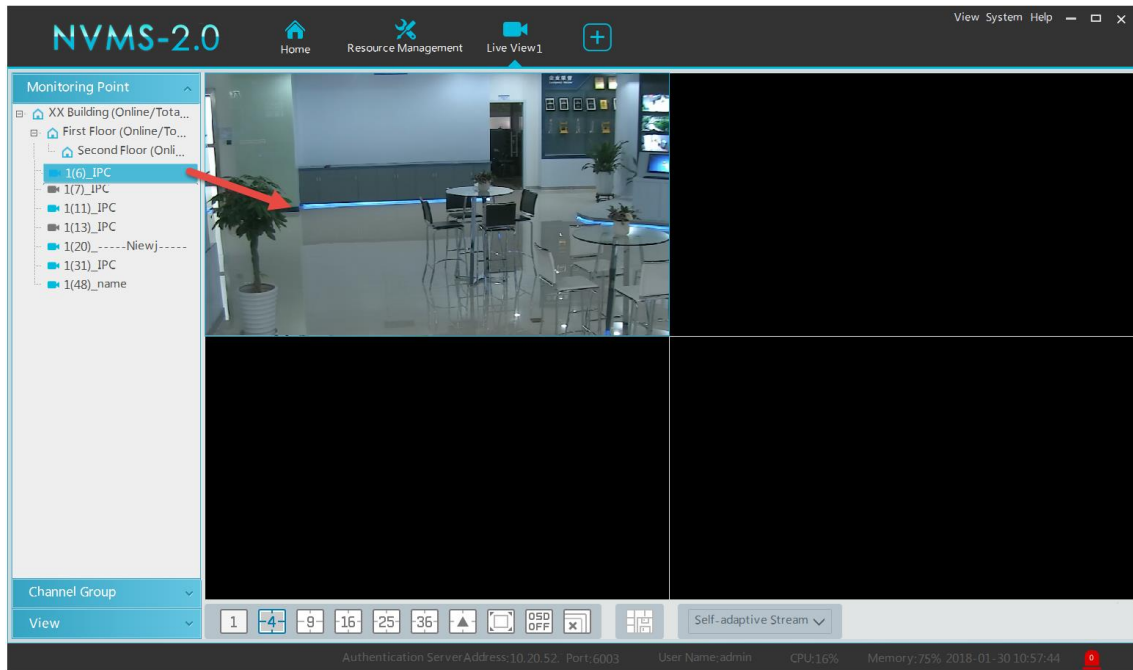 NVMS-2.0
Home
Resource Management
Live View1
View System Help
Monitoring Point
XX Building (Online/Tota...
First Floor (Online/To...
Second Floor (Onli...
1(6)_IPC
1(7)_IPC
1(11)_IPC
1(13)_IPC
1(20)_-----Niewj-----
1(31)_IPC
1(48)_name
Channel Group
View
1
4
9
16
25
36
OSD
OFF
Self-adaptive Stream
Authentication Server,Address:10.20.52. Port:6003 User Name:admin CPU:16% Memory:75% 2018-01-30 10:57:44 0